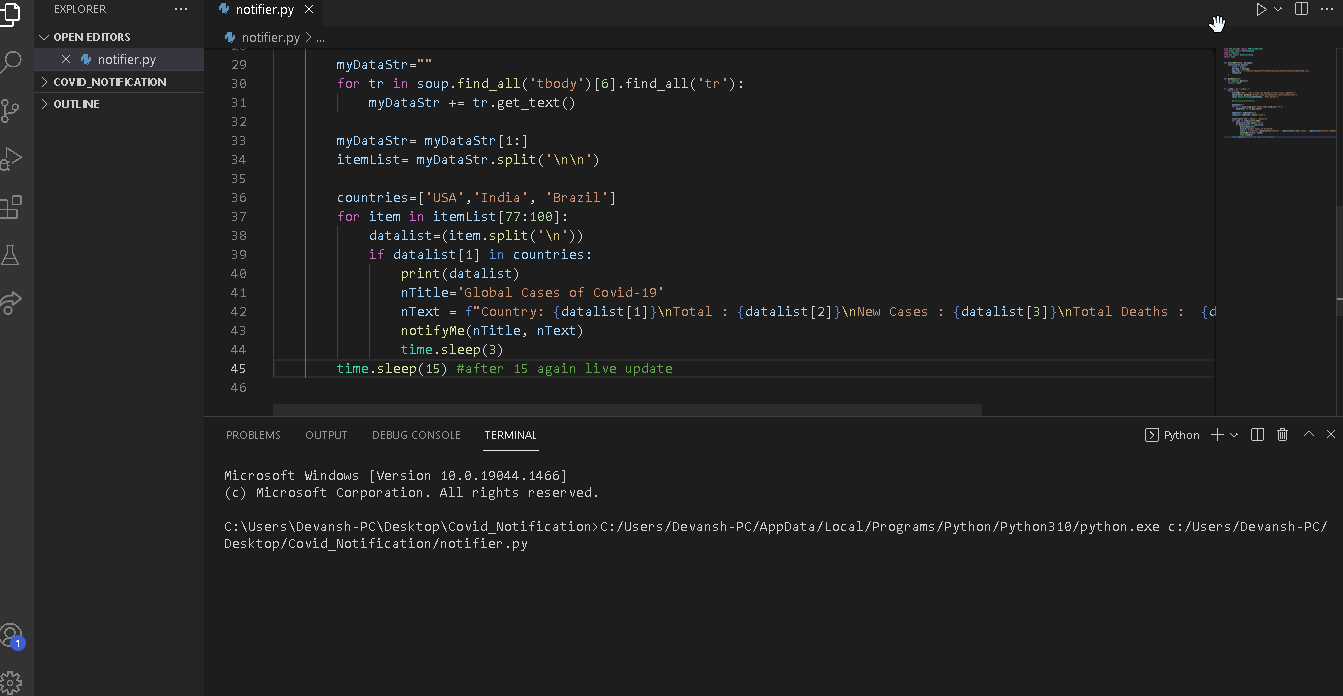 EXPLORER
···
notifier.py
OPEN EDITORS
notifier.py
notifier.py > ...
COVID_NOTIFICATION
OUTLINE
29 myDataStr=""
30 for tr in soup.find_all('tbody')[6].find_all('tr'):
31 myDataStr += tr.get_text()
32
33 myDataStr= myDataStr[1:]
34 itemList= myDataStr.split('\n\n')
35
36 countries=['USA','India', 'Brazil']
37 for item in itemList[77:100]:
38 datalist=(item.split('\n'))
39 if datalist[1] in countries:
40 print(datalist)
41 nTitle='Global Cases of Covid-19'
42 nText = f"Country: {datalist[1]}\nTotal : {datalist[2]}\nNew Cases : {datalist[3]}\nTotal Deaths :  {d
43 notifyMe(nTitle, nText)
44 time.sleep(3)
45 time.sleep(15) #after 15 again live update
46
PROBLEMS OUTPUT DEBUG CONSOLE TERMINAL
Python
Microsoft Windows [Version 10.0.19044.1466]
(c) Microsoft Corporation. All rights reserved.
C:\Users\Devansh-PC\Desktop\Covid_Notification>C:/Users/Devansh-PC/AppData/Local/Programs/Python/Python310/python.exe c:/Users/Devansh-PC/
Desktop/Covid_Notification/notifier.py
1